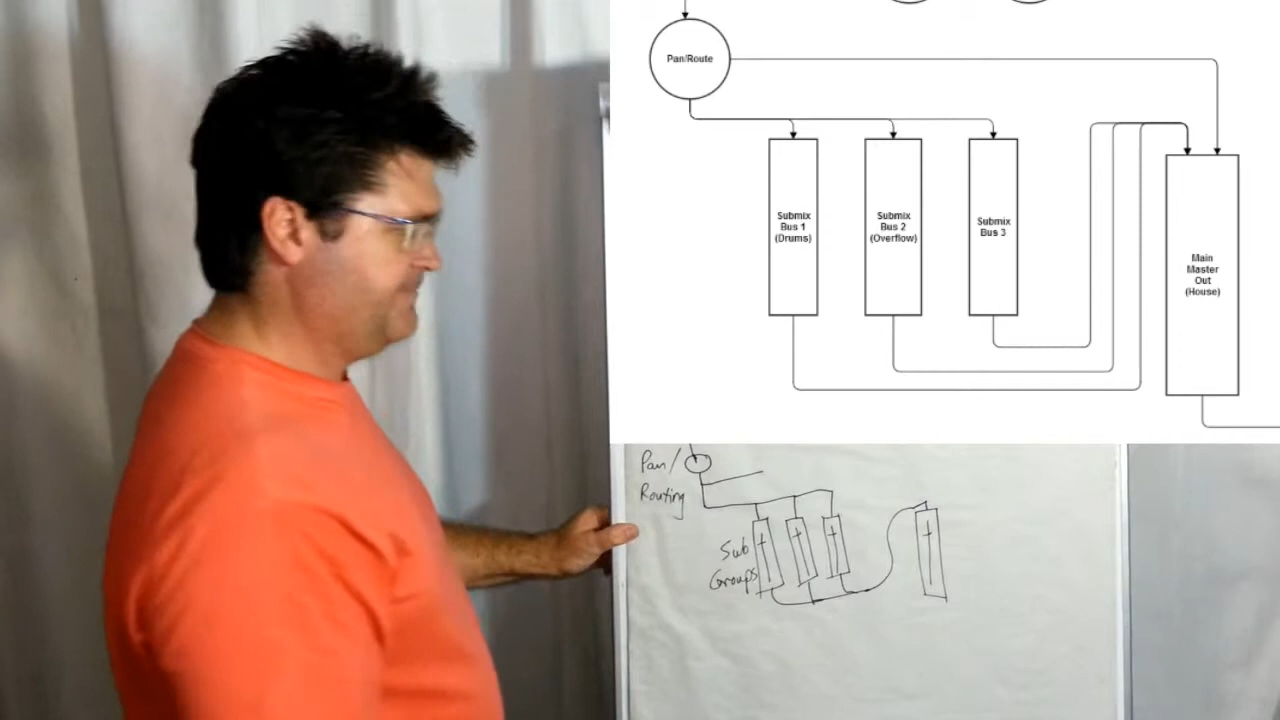 Pan/Route
Submix
Bus 1
(Drums)
Submix
Bus 2
(Overflow)
Submix
Bus 3
Main
Master
Out
(House)
Pan/
Routing
Sub
Groups